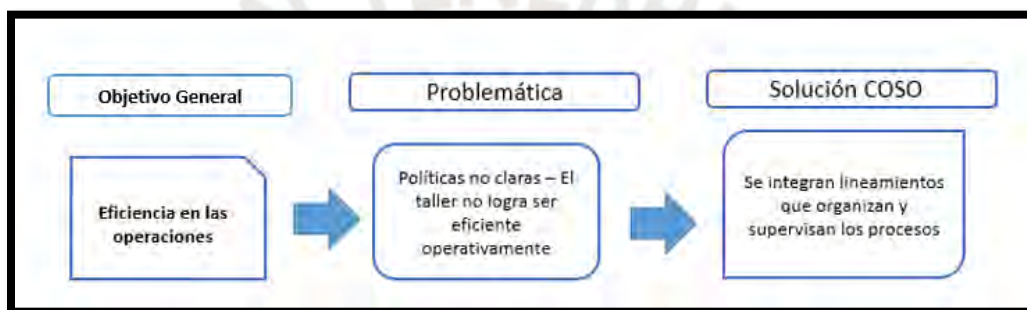 Objetivo General
Problemática
Solución COSO
Eficiencia en las
operaciones
Políticas no claras – El
taller no logra ser
eficiente
operativamente
Se integran lineamientos
que organizan y
supervisan los procesos